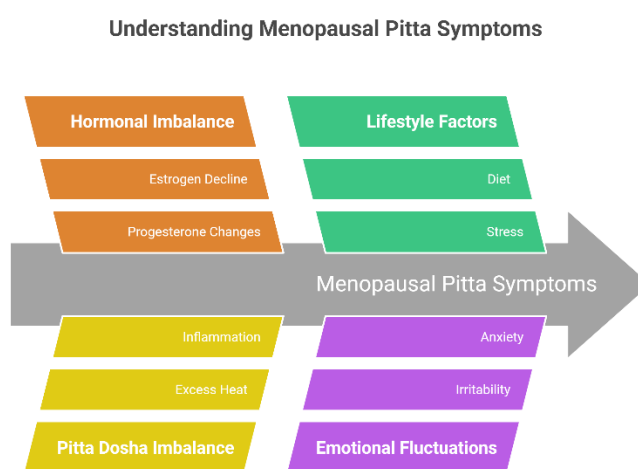 Understanding Menopausal Pitta Symptoms
Hormonal Imbalance
Estrogen Decline
Progesterone Changes
Lifestyle Factors
Diet
Stress
Menopausal Pitta Symptoms
Inflammation
Excess Heat
Pitta Dosha Imbalance
Anxiety
Irritability
Emotional Fluctuations